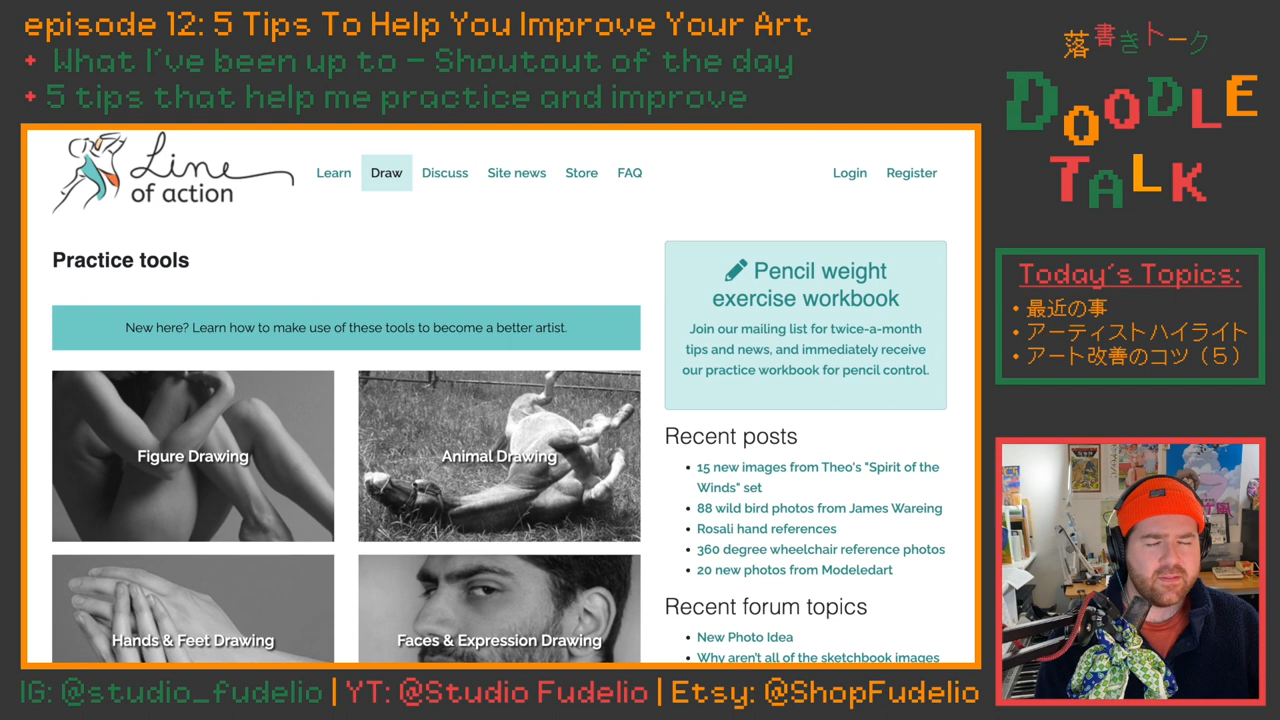 episode 12: 5 Tips To Help You Improve Your Art
+ What I've been up to - Shoutout of the day
+ 5 tips that help me practice and improve
落書きトーク
DOODLE
TALK
Line
of action
Learn Draw Discuss Site news Store FAQ Login Register
Practice tools
New here? Learn how to make use of these tools to become a better artist.
Figure Drawing
Animal Drawing
Hands & Feet Drawing
Faces & Expression Drawing
Pencil weight
exercise workbook
Join our mailing list for twice-a-month
tips and news, and immediately receive
our practice workbook for pencil control.
Recent posts
• 15 new images from Theo's "Spirit of the
Winds" set
• 88 wild bird photos from James Wareing
• Rosali hand references
• 360 degree wheelchair reference photos
• 20 new photos from Modeledart
Recent forum topics
• New Photo Idea
• Why aren't all of the sketchbook images
Today's Topics:
• 最近の事
• アーティストハイライト
• アート改善のコツ（5）
IG: @studio_fudelio | YT: @Studio Fudelio | Etsy: @ShopFudelio